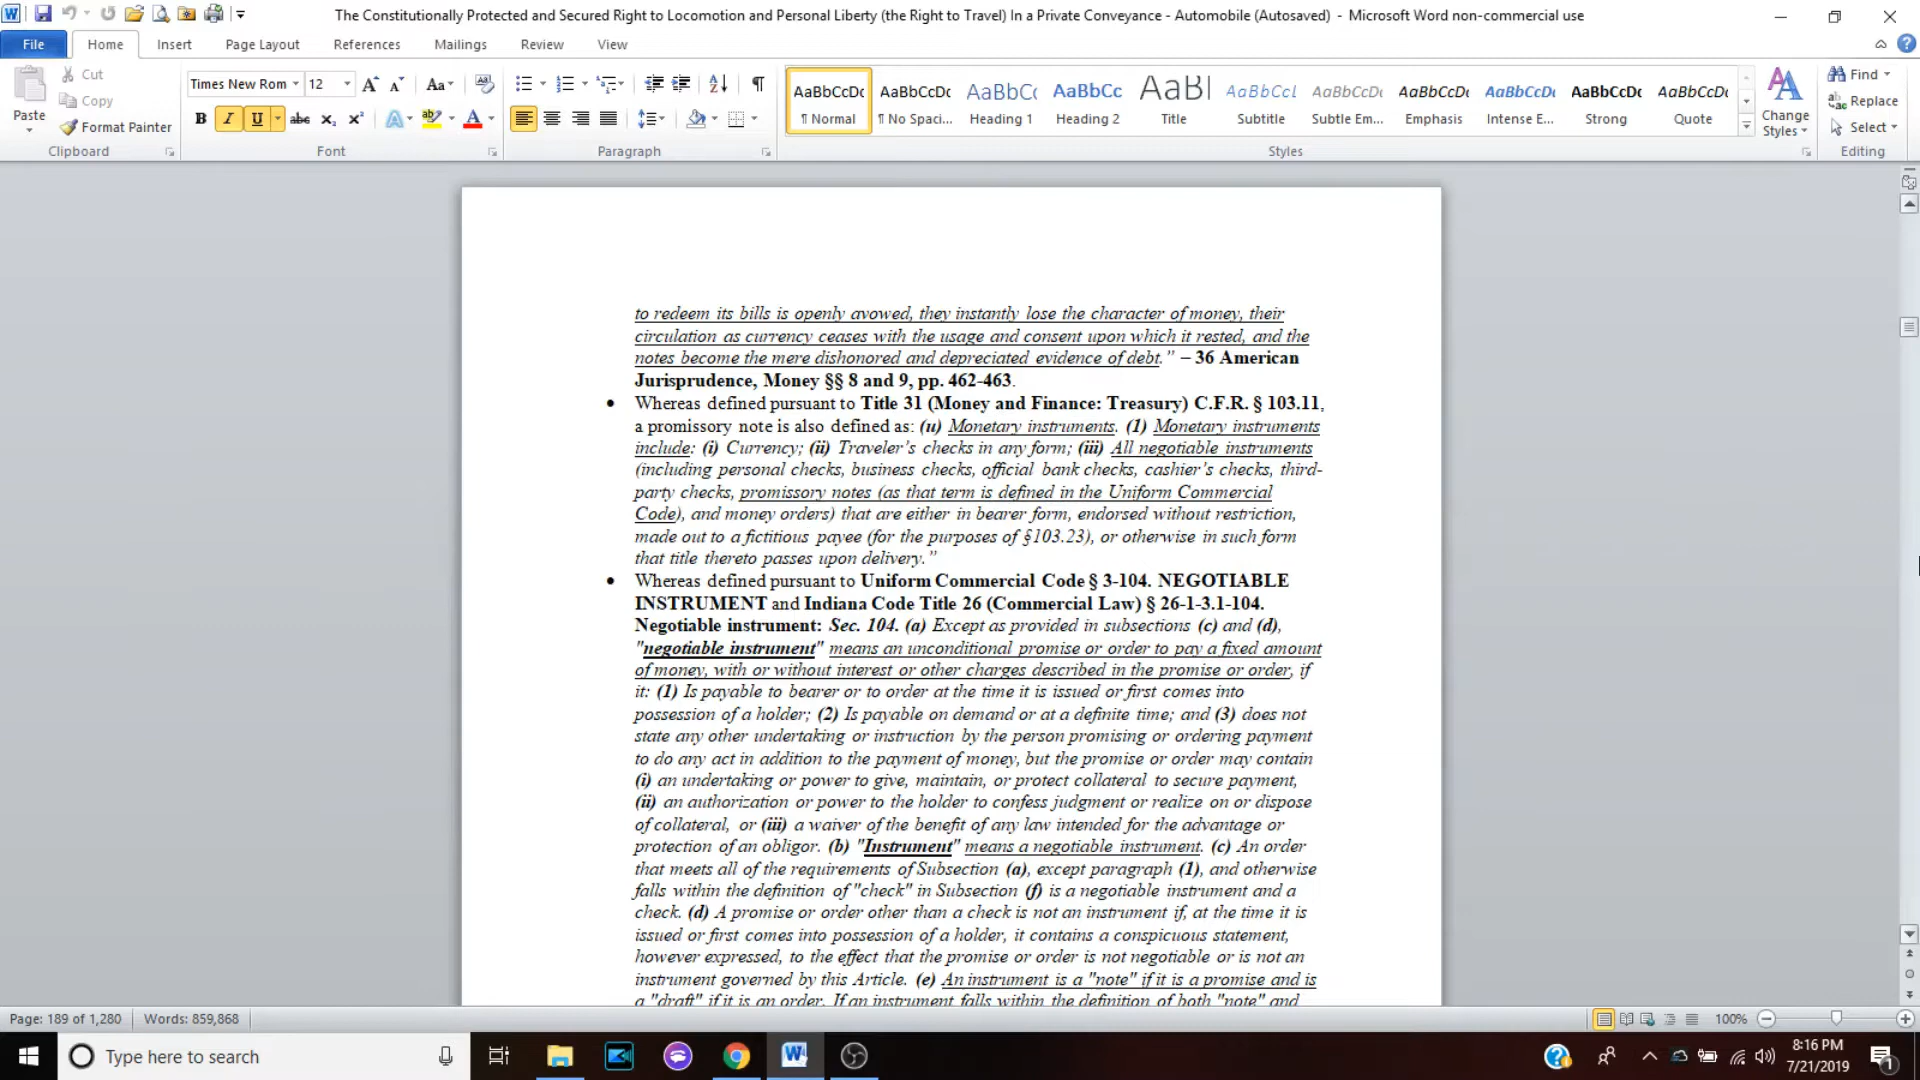 The Constitutionally Protected and Secured Right to Locomotion and Personal Liberty (the Right to Travel) In a Private Conveyance - Automobile (Autosaved) - Microsoft Word non-commercial use
File Home Insert Page Layout References Mailings Review View
Cut
Copy
Format Painter
Paste
Clipboard
Times New Rom 12
Font
Paragraph
AaBbCcDc AaBbCcDc AaBbC AaBbCc AaBl AaBbCcL AaBbCcDi AaBbCcDi AaBbCcDi AaBbCcDc AaBbCcDi
¶ Normal ¶ No Spaci... Heading 1 Heading 2 Title Subtitle Subtle Em... Emphasis Intense E... Strong Quote
Styles
Change Styles
Find
Replace
Select
Editing
to redeem its bills is openly avowed, they instantly lose the character of money, their
circulation as currency ceases with the usage and consent upon which it rested, and the
notes become the mere dishonored and depreciated evidence of debt.” – 36 American
Jurisprudence, Money §§ 8 and 9, pp. 462-463.
• Whereas defined pursuant to Title 31 (Money and Finance: Treasury) C.F.R. § 103.11,
a promissory note is also defined as: (u) Monetary instruments. (1) Monetary instruments
include: (i) Currency; (ii) Traveler’s checks in any form; (iii) All negotiable instruments
(including personal checks, business checks, official bank checks, cashier’s checks, third-
party checks, promissory notes (as that term is defined in the Uniform Commercial
Code), and money orders) that are either in bearer form, endorsed without restriction,
made out to a fictitious payee (for the purposes of §103.23), or otherwise in such form
that title thereto passes upon delivery.”
• Whereas defined pursuant to Uniform Commercial Code § 3-104. NEGOTIABLE
INSTRUMENT and Indiana Code Title 26 (Commercial Law) § 26-1-3.1-104.
Negotiable instrument: Sec. 104. (a) Except as provided in subsections (c) and (d),
"negotiable instrument" means an unconditional promise or order to pay a fixed amount
of money, with or without interest or other charges described in the promise or order, if
it: (1) Is payable to bearer or to order at the time it is issued or first comes into
possession of a holder; (2) Is payable on demand or at a definite time; and (3) does not
state any other undertaking or instruction by the person promising or ordering payment
to do any act in addition to the payment of money, but the promise or order may contain
(i) an undertaking or power to give, maintain, or protect collateral to secure payment,
(ii) an authorization or power to the holder to confess judgment or realize on or dispose
of collateral, or (iii) a waiver of the benefit of any law intended for the advantage or
protection of an obligor. (b) "Instrument" means a negotiable instrument. (c) An order
that meets all of the requirements of Subsection (a), except paragraph (1), and otherwise
falls within the definition of "check" in Subsection (f) is a negotiable instrument and a
check. (d) A promise or order other than a check is not an instrument if, at the time it is
issued or first comes into possession of a holder, it contains a conspicuous statement,
however expressed, to the effect that the promise or order is not negotiable or is not an
instrument governed by this Article. (e) An instrument is a "note" if it is a promise and is
a "draft" if it is an order. If an instrument falls within the definition of both "note" and
Page: 189 of 1,280 Words: 859,868
100%
Type here to search
8:16 PM
7/21/2019
1